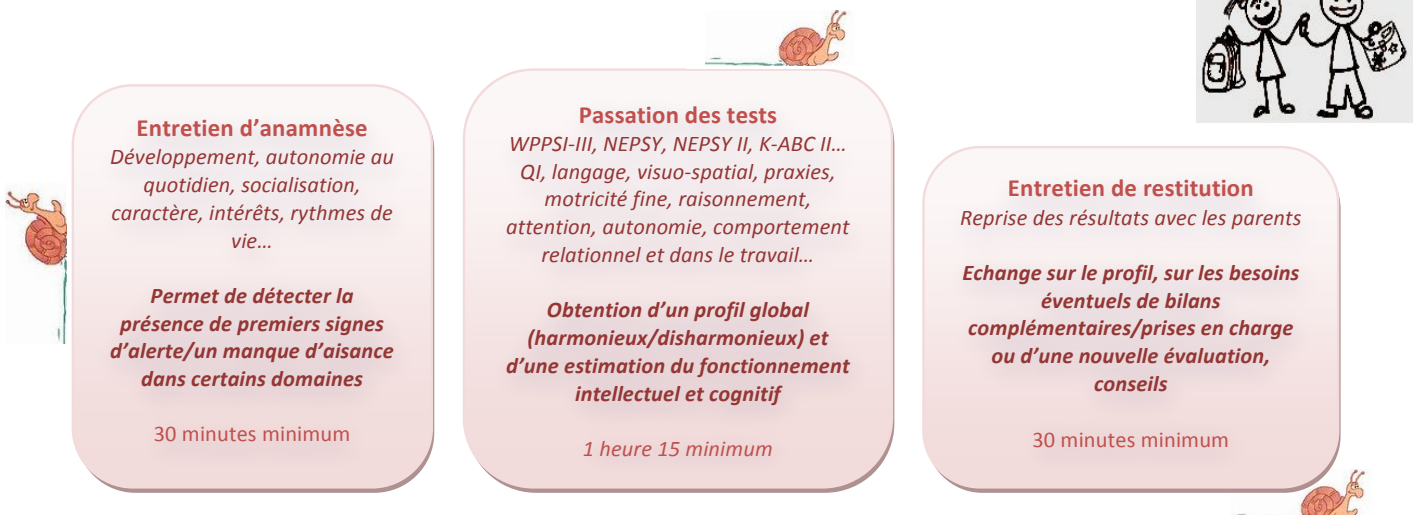 Entretien d’anamnèse
Développement, autonomie au
quotidien, socialisation,
caractère, intérêts, rythmes de
vie…
Permet de détecter la
présence de premiers signes
d’alerte/un manque d’aisance
dans certains domaines
30 minutes minimum
Passation des tests
WPPSI-III, NEPSY, NEPSY II, K-ABC II…
QI, langage, visuo-spatial, praxies,
motricité fine, raisonnement,
attention, autonomie, comportement
relationnel et dans le travail…
Obtention d’un profil global
(harmonieux/disharmonieux) et
d’une estimation du fonctionnement
intellectuel et cognitif
1 heure 15 minimum
Entretien de restitution
Reprise des résultats avec les parents
Echange sur le profil, sur les besoins
éventuels de bilans
complémentaires/prises en charge
ou d’une nouvelle évaluation,
conseils
30 minutes minimum